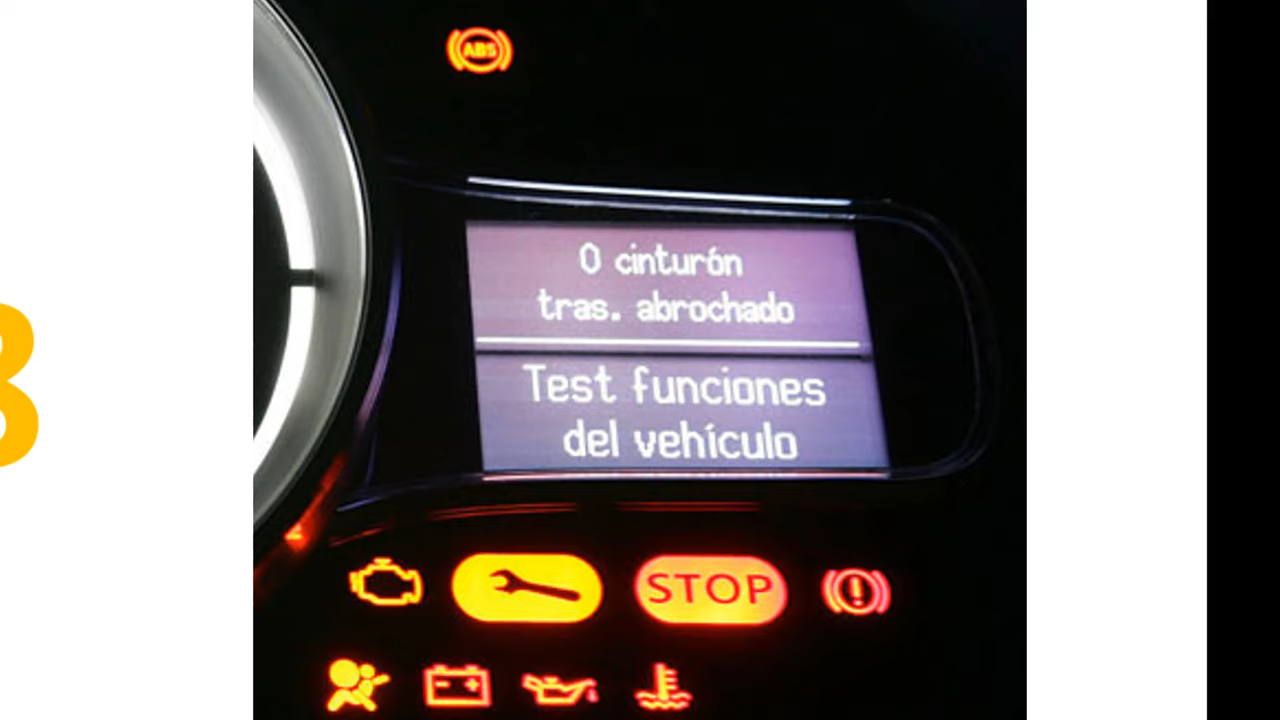 ABS
0 cinturón
tras. abrochado
Test funciones
del vehículo
STOP